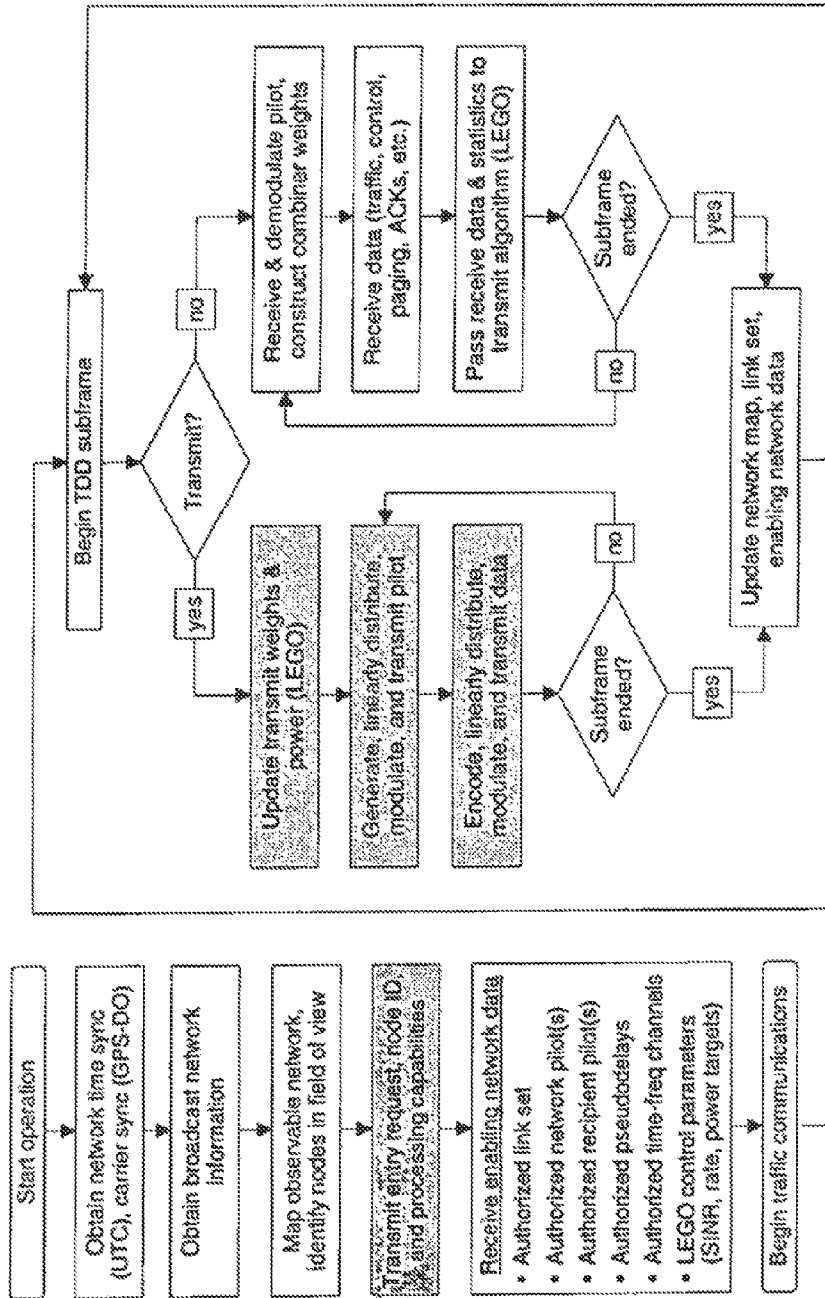 Start operation
Obtain network time sync
(UTC), carrier sync (GPS-DO)
Obtain broadcast network
information
Map observable network,
identify nodes in field of view
Transmit entry request, node ID,
and processing capabilities
Receive enabling network data
• Authorized link set
• Authorized network pilot(s)
• Authorized recipient pilot(s)
• Authorized pseudodelays
• Authorized time-freq channels
• LEGO control parameters
(SINR, rate, power targets)
Begin traffic communications
Begin TDD subframe
Transmit?
yes
no
Update transmit weights &
power (LEGO)
Generate, linearly distribute,
modulate, and transmit pilot
Encode, linearly distribute,
modulate, and transmit data
Subframe
ended?
no
yes
Receive & demodulate pilot,
construct combiner weights
Receive data (traffic, control,
paging, ACKs, etc.)
Pass receive data & statistics to
transmit algorithm (LEGO)
Subframe
ended?
no
yes
Update network map, link set,
enabling network data